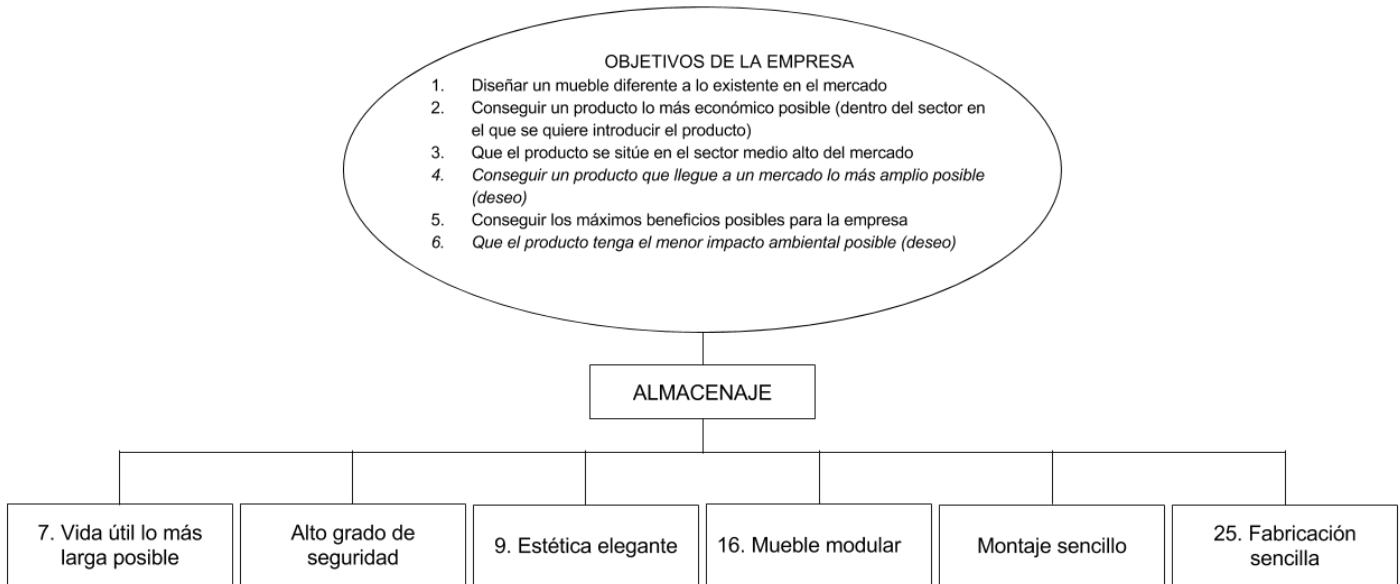 OBJETIVOS DE LA EMPRESA
1. Diseñar un mueble diferente a lo existente en el mercado
2. Conseguir un producto lo más económico posible (dentro del sector en
el que se quiere introducir el producto)
3. Que el producto se sitúe en el sector medio alto del mercado
4. Conseguir un producto que llegue a un mercado lo más amplio posible
(deseo)
5. Conseguir los máximos beneficios posibles para la empresa
6. Que el producto tenga el menor impacto ambiental posible (deseo)
ALMACENAJE
7. Vida útil lo más
larga posible
Alto grado de
seguridad
9. Estética elegante
16. Mueble modular
Montaje sencillo
25. Fabricación
sencilla